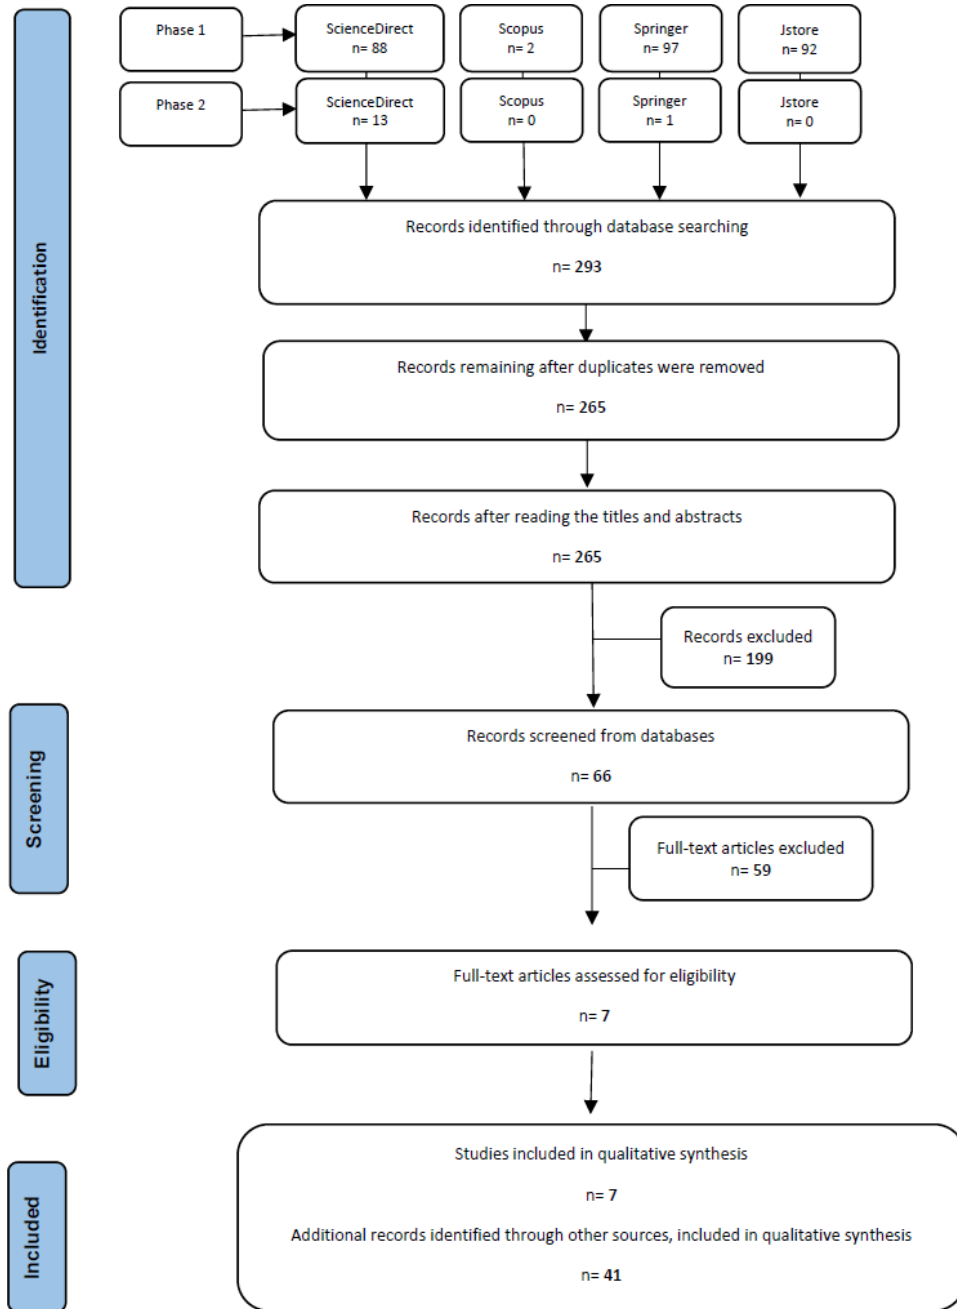 Phase 1
ScienceDirect
n= 88
Scopus
n= 2
Springer
n= 97
Jstore
n= 92
Phase 2
ScienceDirect
n= 13
Scopus
n= 0
Springer
n= 1
Jstore
n= 0
Identification
Records identified through database searching
n= 293
Records remaining after duplicates were removed
n= 265
Records after reading the titles and abstracts
n= 265
Records excluded
n= 199
Screening
Records screened from databases
n= 66
Full-text articles excluded
n= 59
Eligibility
Full-text articles assessed for eligibility
n= 7
Included
Studies included in qualitative synthesis
n= 7
Additional records identified through other sources, included in qualitative synthesis
n= 41